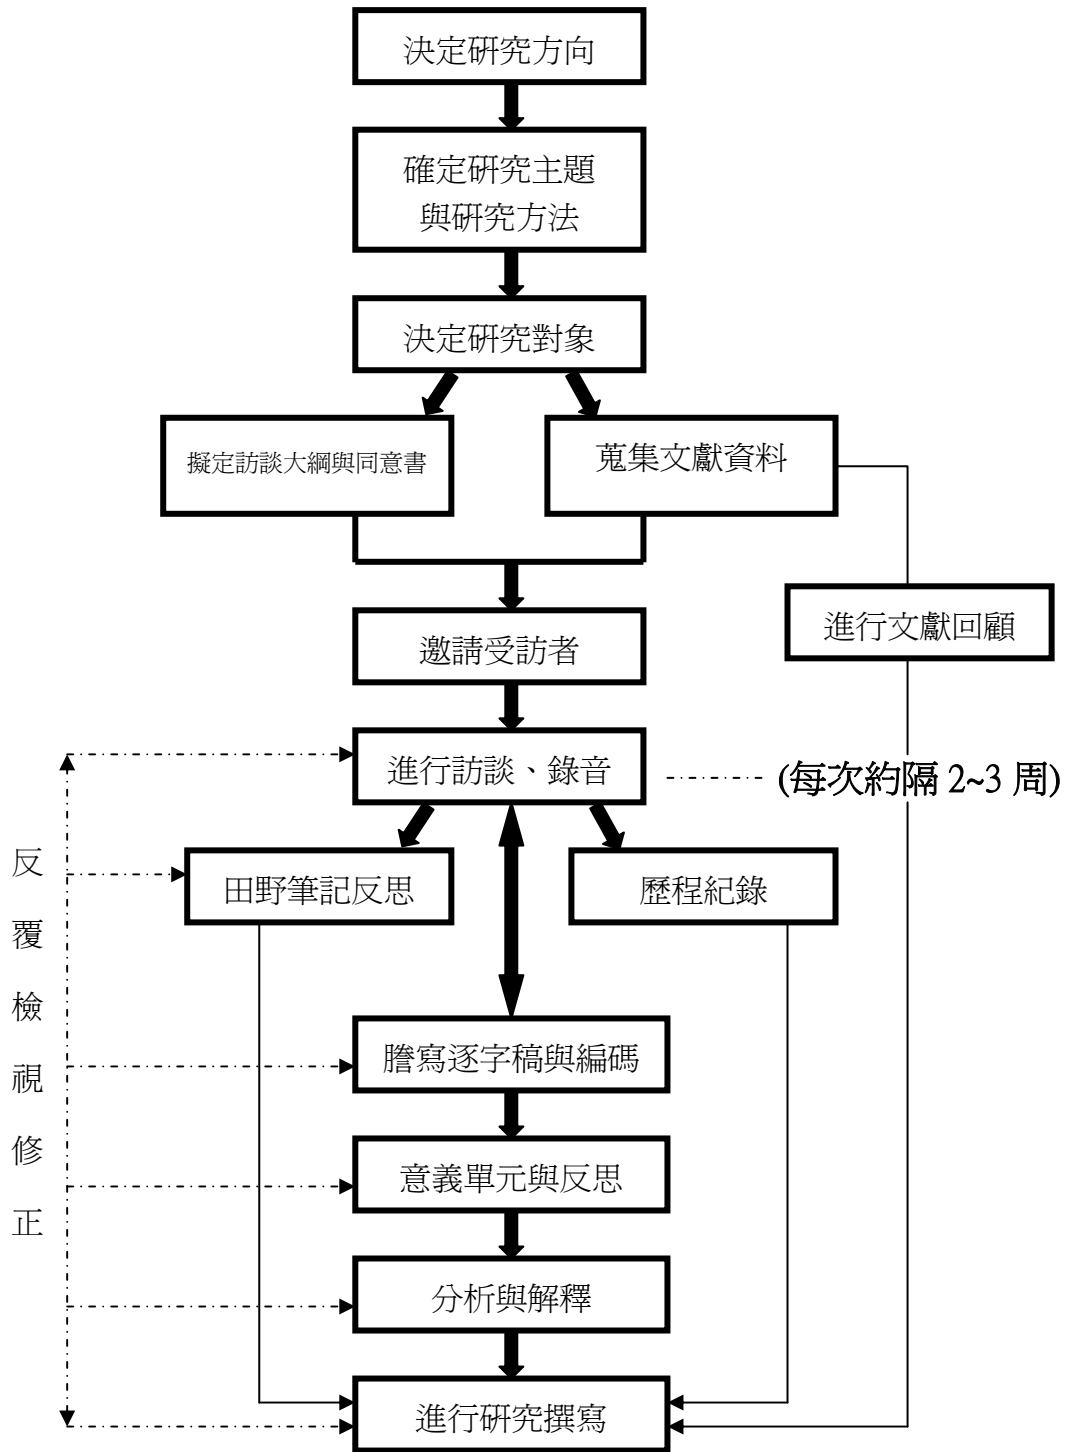 決定研究方向
確定研究主題
與研究方法
決定研究對象
擬定訪談大綱與同意書
蒐集文獻資料
進行文獻回顧
邀請受訪者
進行訪談、錄音
(每次約隔 2~3 周)
田野筆記反思
歷程紀錄
反覆檢視修正
謄寫逐字稿與編碼
意義單元與反思
分析與解釋
進行研究撰寫